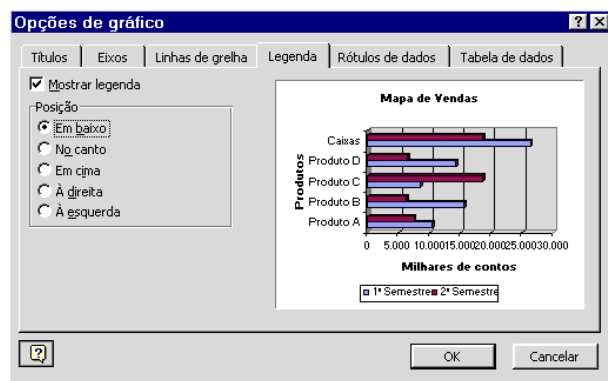 Opções de gráfico
Títulos Eixos Linhas de grelha Legenda Rótulos de dados Tabela de dados
Mostrar legenda
Posição
Em baixo
No canto
Em cima
À direita
À esquerda
Mapa de Vendas
Produtos
Caixas
Produto D
Produto C
Produto B
Produto A
0 5.000 10.000 15.000 20.000 25.000 30.000
Milhares de contos
1º Semestre 2º Semestre
OK Cancelar